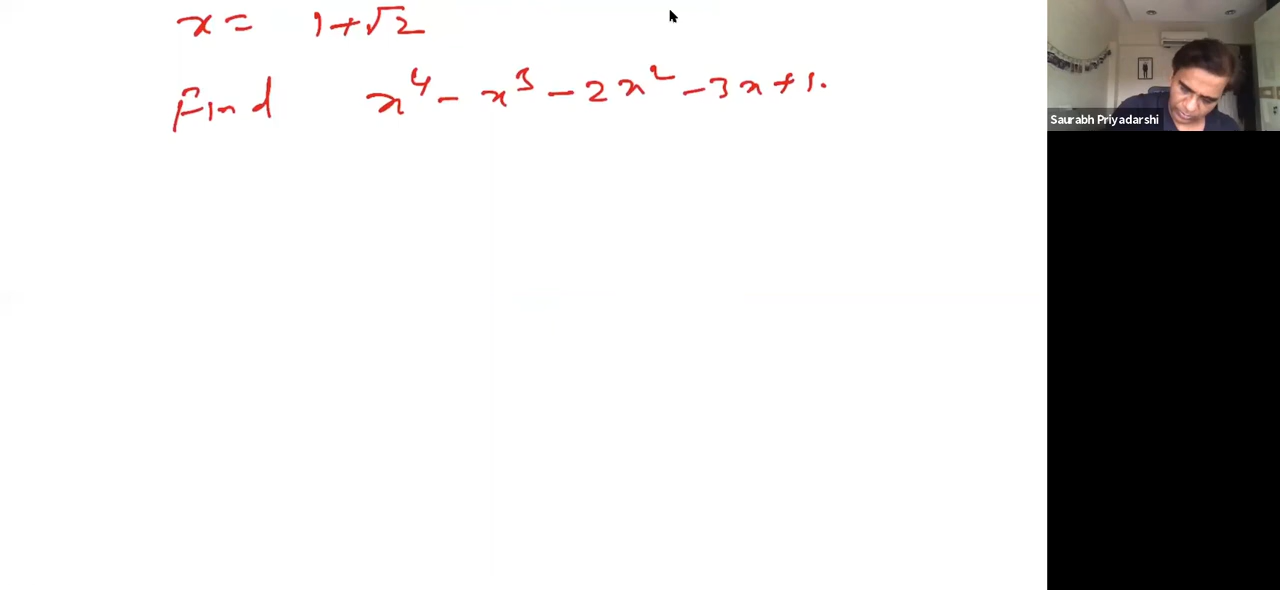 x = 1+√2
Find x⁴ - x³ - 2x² - 3x + 1.
Saurabh Priyadarshi